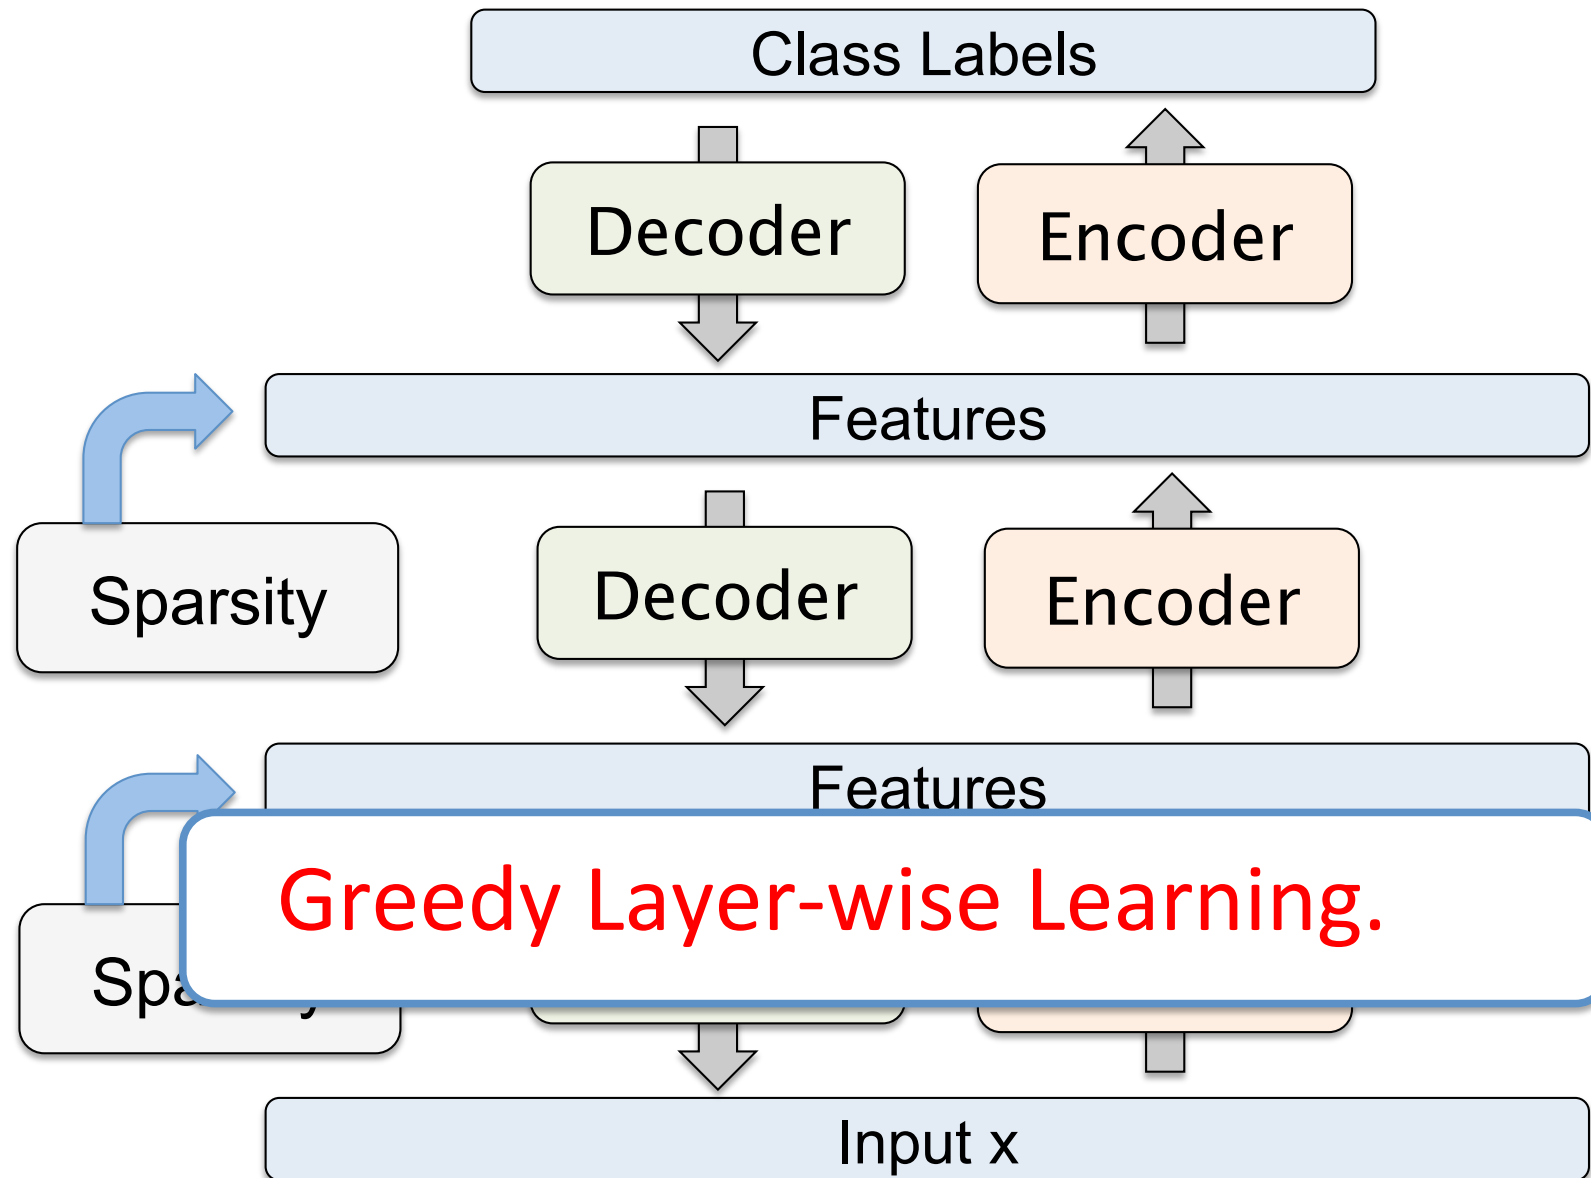 Class Labels
Decoder
Encoder
Features
Sparsity
Decoder
Encoder
Features
Greedy Layer-wise Learning.
Input x